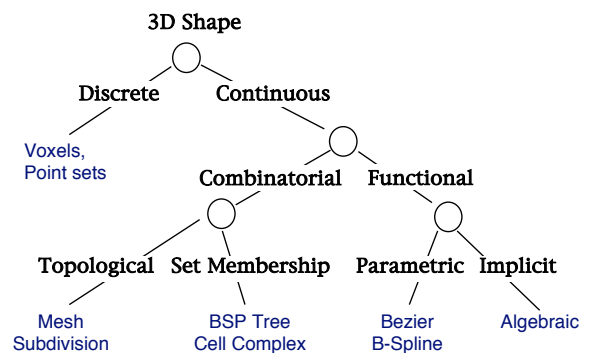 3D Shape
Discrete
Continuous
Voxels,
Point sets
Combinatorial
Functional
Topological
Set Membership
Parametric
Implicit
Mesh
Subdivision
BSP Tree
Cell Complex
Bezier
B-Spline
Algebraic